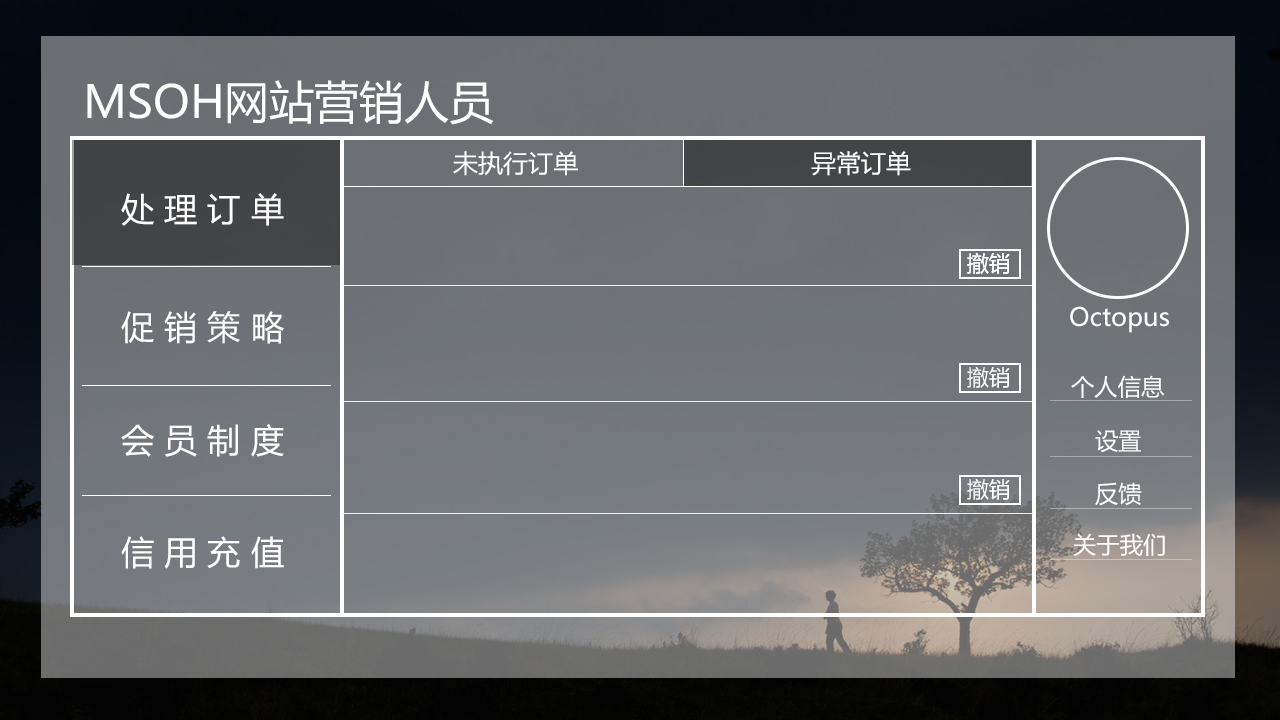 MSOH网站营销人员
处理订单
促销策略
会员制度
信用充值
未执行订单
异常订单
撤销
撤销
撤销
Octopus
个人信息
设置
反馈
关于我们